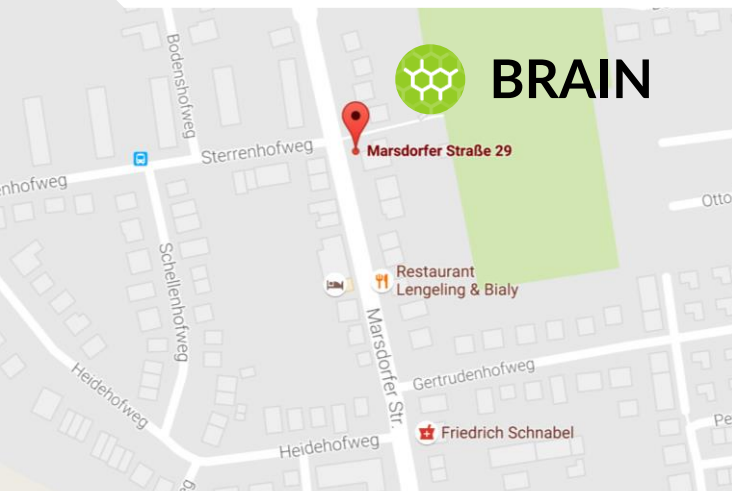 BRAIN
Bodenshofweg
Sterrenhofweg
Marsdorfer Straße 29
nhofweg
Otto
Schellenhofweg
Restaurant
Lengeling & Bialy
Marsdorfer Str.
Heidehofweg
Gertrudenhofweg
Pe
Friedrich Schnabel
Heidehofweg